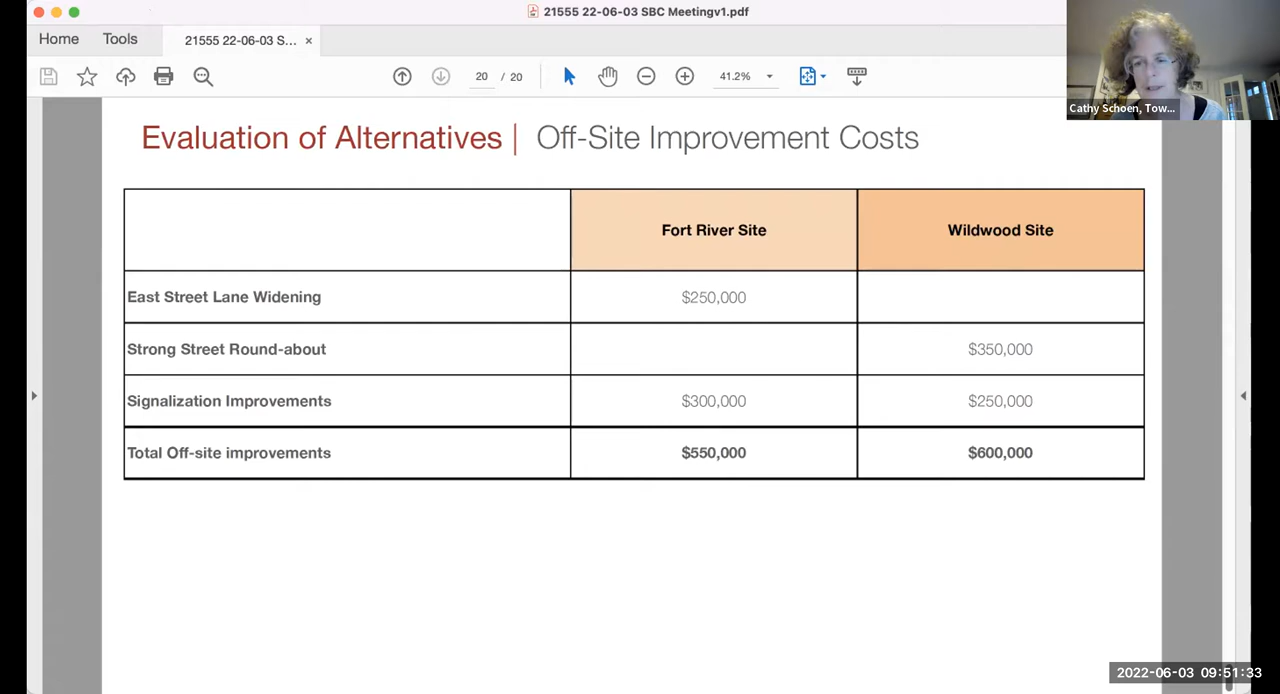 21555 22-06-03 SBC Meetingv1.pdf
Home Tools 21555 22-06-03 S... ×
20 / 20 41.2%
Cathy Schoen, Tow...
Evaluation of Alternatives | Off-Site Improvement Costs
Fort River Site Wildwood Site
East Street Lane Widening $250,000
Strong Street Round-about $350,000
Signalization Improvements $300,000 $250,000
Total Off-site improvements $550,000 $600,000
2022-06-03 09:51:33